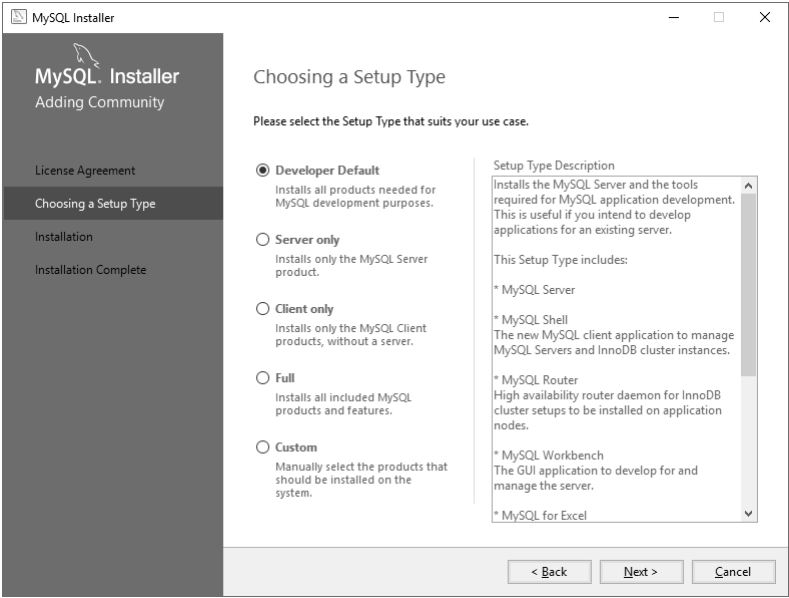 MySQL Installer
MySQL. Installer
Adding Community
License Agreement
Choosing a Setup Type
Installation
Installation Complete
Choosing a Setup Type
Please select the Setup Type that suits your use case.
Developer Default
Installs all products needed for
MySQL development purposes.
Server only
Installs only the MySQL Server
product.
Client only
Installs only the MySQL Client
products, without a server.
Full
Installs all included MySQL
products and features.
Custom
Manually select the products that
should be installed on the
system.
Setup Type Description
Installs the MySQL Server and the tools
required for MySQL application development.
This is useful if you intend to develop
applications for an existing server.
This Setup Type includes:
* MySQL Server
* MySQL Shell
The new MySQL client application to manage
MySQL Servers and InnoDB cluster instances.
* MySQL Router
High availability router daemon for InnoDB
cluster setups to be installed on application
nodes.
* MySQL Workbench
The GUI application to develop for and
manage the server.
* MySQL for Excel
< Back
Next >
Cancel